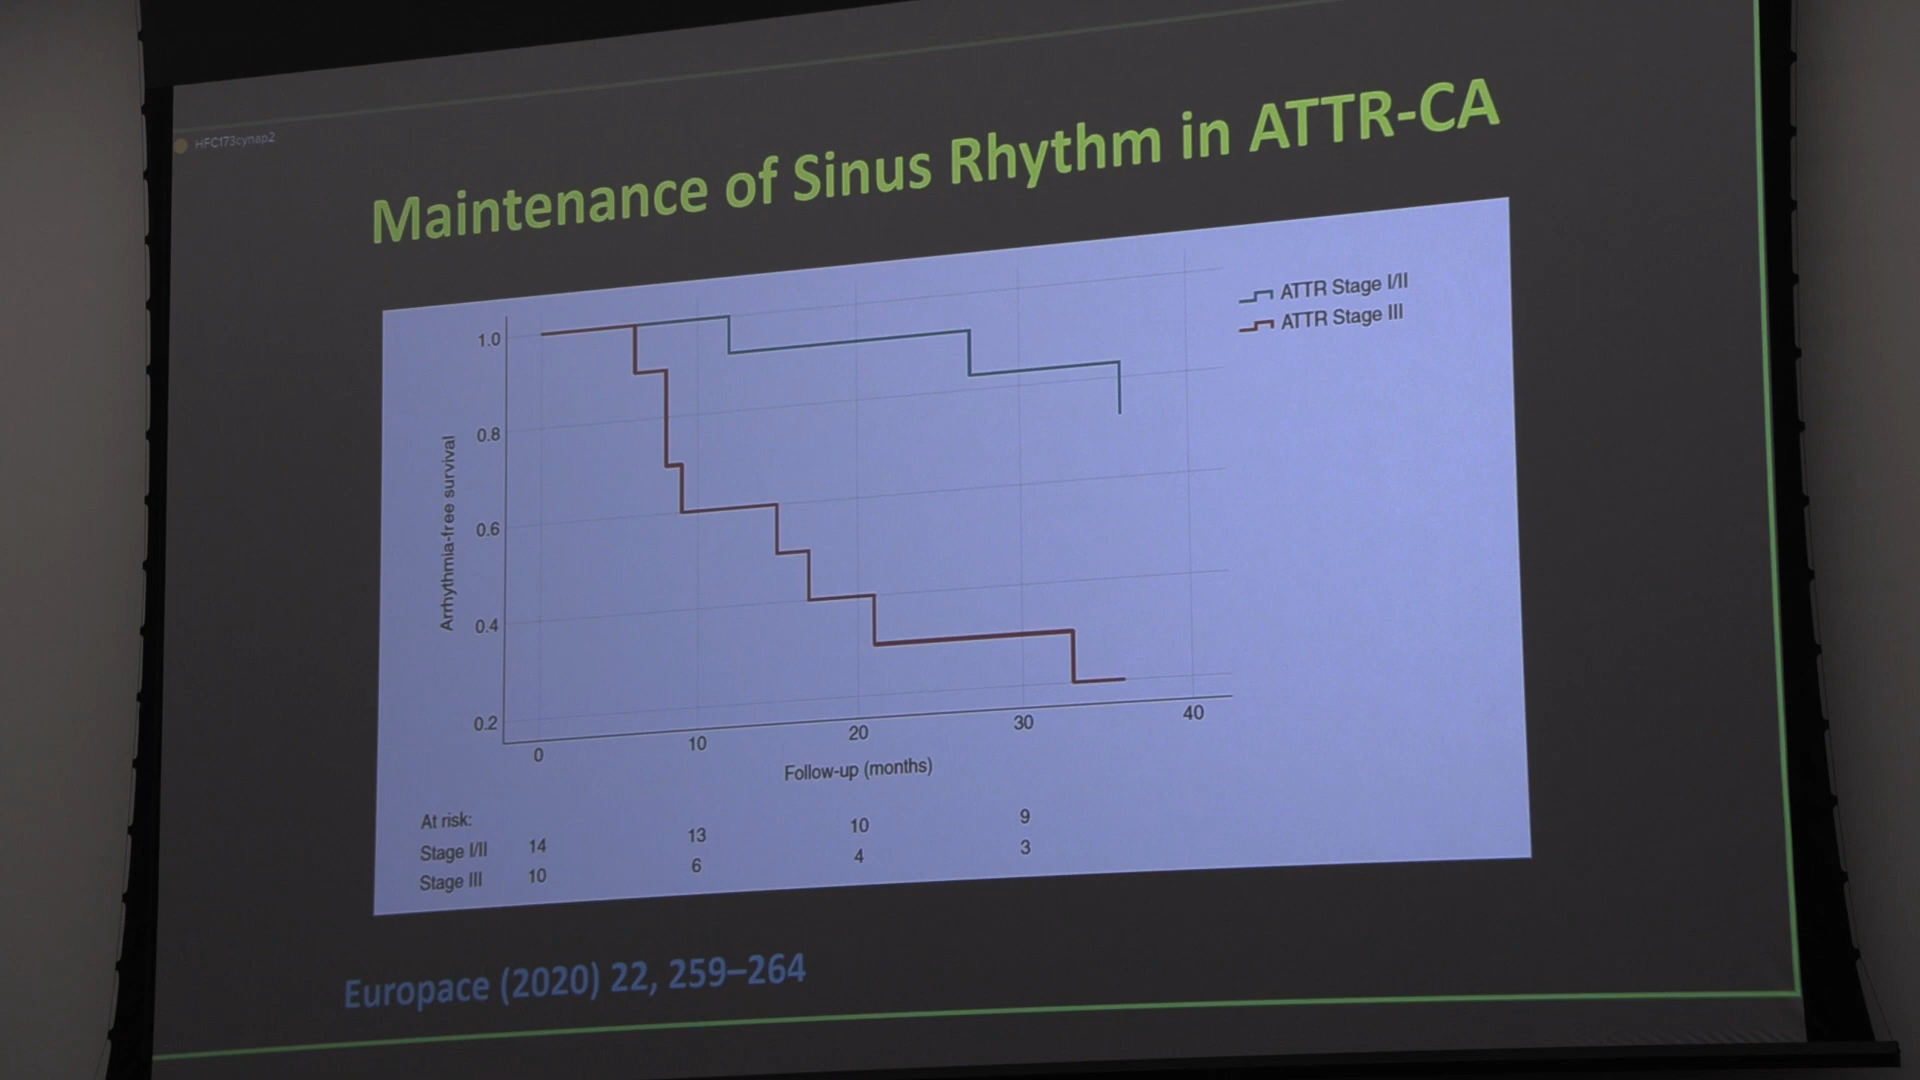 HFC173cynap2
Maintenance of Sinus Rhythm in ATTR-CA
ATTR Stage I/II
ATTR Stage III
Arrhythmia-free survival
1.0
0.8
0.6
0.4
0.2
0 10 20 30 40
Follow-up (months)
At risk:
Stage I/II 14 13 10 9
Stage III 10 6 4 3
Europace (2020) 22, 259–264